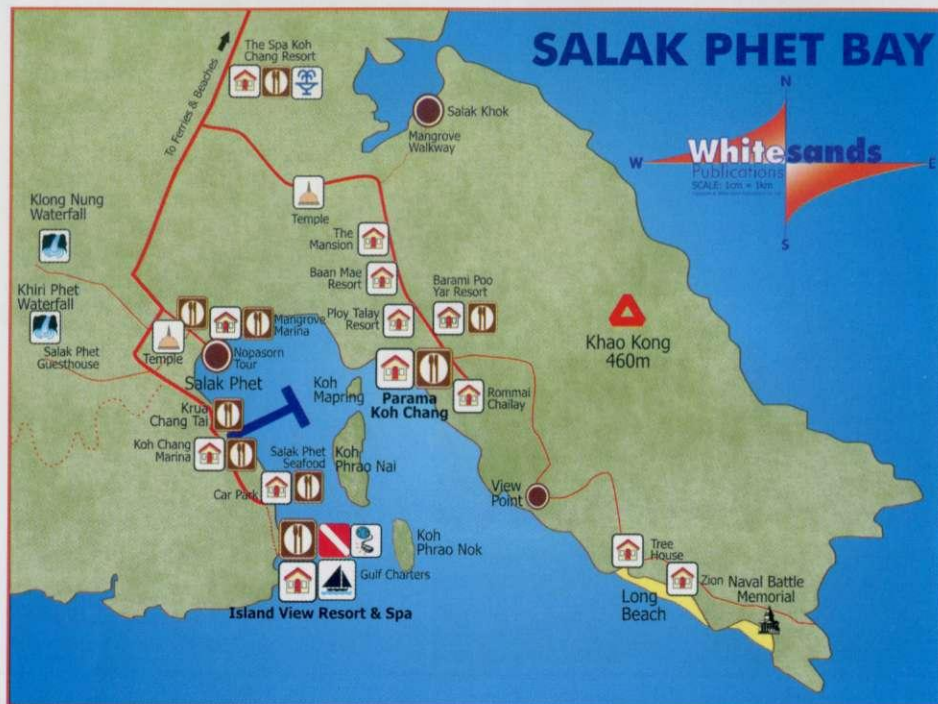 SALAK PHET BAY
N
W
E
S
Whitesands
Publications
SCALE: 1cm = 1km
To Ferries & Beaches
The Spa Koh
Chang Resort
Salak Khok
Mangrove
Walkway
Temple
Klong Nung
Waterfall
The
Mansion
Baan Mae
Resort
Barami Poo
Yar Resort
Khiri Phet
Waterfall
Ploy Talay
Resort
Mangrove
Marina
Khao Kong
460m
Salak Phet
Guesthouse
Temple
Nopasorn
Tour
Salak Phet
Koh
Mapring
Parama
Koh Chang
Rommai
Chailay
Krua
Chang Tai
Koh Chang
Marina
Salak Phet
Seafood
Koh
Phrao Nai
Car Park
View
Point
Koh
Phrao Nok
Tree
House
Gulf Charters
Zion
Naval Battle
Memorial
Long
Beach
Island View Resort & Spa